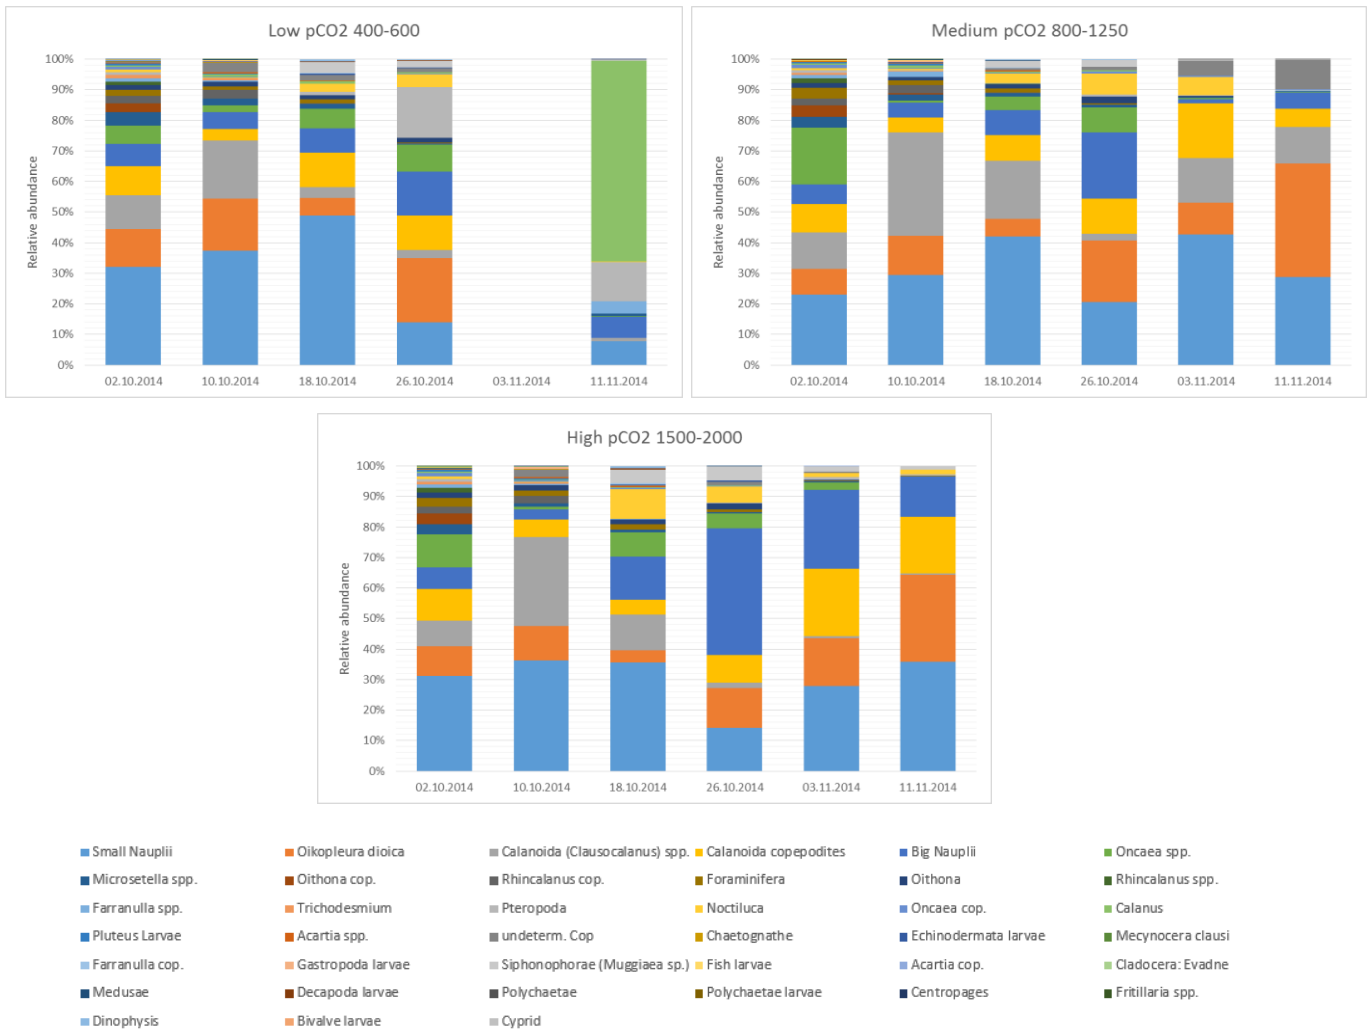 Low pCO2 400-600
100%
90%
80%
70%
60%
50%
40%
30%
20%
10%
0%
Relative abundance
02.10.2014 10.10.2014 18.10.2014 26.10.2014 03.11.2014 11.11.2014
Medium pCO2 800-1250
100%
90%
80%
70%
60%
50%
40%
30%
20%
10%
0%
Relative abundance
02.10.2014 10.10.2014 18.10.2014 26.10.2014 03.11.2014 11.11.2014
High pCO2 1500-2000
100%
90%
80%
70%
60%
50%
40%
30%
20%
10%
0%
Relative abundance
02.10.2014 10.10.2014 18.10.2014 26.10.2014 03.11.2014 11.11.2014
Small Nauplii Oikopleura dioica Calanoida (Clausocalanus) spp. Calanoida copepodites Big Nauplii Oncaea spp.
Microsetella spp. Oithona cop. Rhincalanus cop. Foraminifera Oithona Rhincalanus spp.
Farranulla spp. Trichodesmium Pteropoda Noctiluca Oncaea cop. Calanus
Pluteus Larvae Acartia spp. undeterm. Cop Chaetognathe Echinodermata larvae Mecynocera clausi
Farranulla cop. Gastropoda larvae Siphonophorae (Muggiaea sp.) Fish larvae Acartia cop. Cladocera: Evadne
Medusae Decapoda larvae Polychaetae Polychaetae larvae Centropages Fritillaria spp.
Dinophysis Bivalve larvae Cyprid